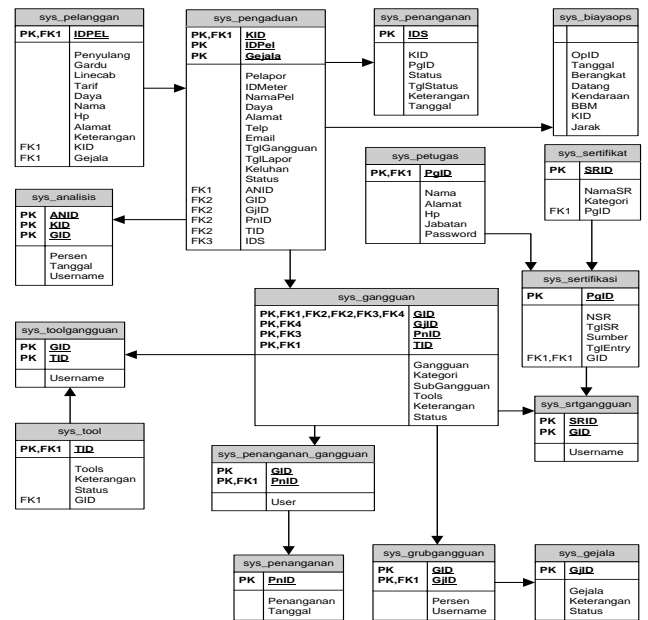 sys_pelanggan
PK,FK1 IDPEL
Penyulang
Gardu
Linecab
Tarif
Daya
Nama
Hp
Alamat
Keterangan
FK1 KID
FK1 Gejala
sys_pengaduan
PK,FK1 KID
PK IDPel
PK Gejala
Pelapor
IDMeter
NamaPel
Daya
Alamat
Telp
Email
TglGangguan
TglLapor
Keluhan
Status
FK1 ANID
FK2 GID
FK2 GjID
FK2 PnID
FK2 TID
FK3 IDS
sys_penanganan
PK IDS
KID
PgID
Status
TglStatus
Keterangan
Tanggal
sys_biayaops
OpID
Tanggal
Berangkat
Datang
Kendaraan
BBM
KID
Jarak
sys_petugas
PK,FK1 PgID
Nama
Alamat
Hp
Jabatan
Password
sys_sertifikat
PK SRID
NamaSR
Kategori
FK1 PgID
sys_analisis
PK ANID
PK KID
PK GID
Persen
Tanggal
Username
sys_gangguan
PK,FK1,FK2,FK2,FK3,FK4 GID
PK,FK4 GjID
PK,FK3 PnID
PK,FK1 TID
Gangguan
Kategori
SubGangguan
Tools
Keterangan
Status
sys_sertifikasi
PK PgID
NSR
TglSR
Sumber
TglEntry
FK1,FK1 GID
sys_toolgangguan
PK GID
PK TID
Username
sys_srtgangguan
PK SRID
PK GID
Username
sys_tool
PK,FK1 TID
Tools
Keterangan
Status
FK1 GID
sys_penanganan_gangguan
PK GID
PK,FK1 PnID
User
sys_penanganan
PK PnID
Penanganan
Tanggal
sys_grubgangguan
PK GID
PK,FK1 GjID
Persen
Username
sys_gejala
PK GjID
Gejala
Keterangan
Status